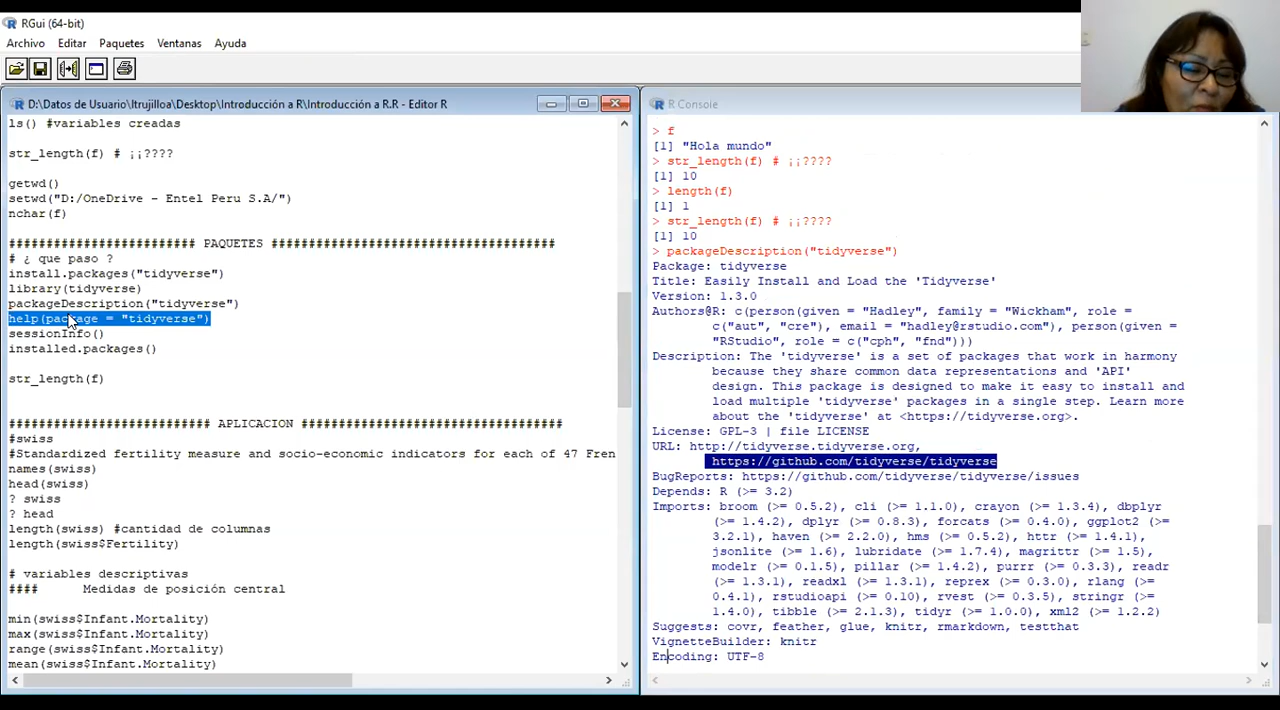 RGui (64-bit)
Archivo Editar Paquetes Ventanas Ayuda
D:\Datos de Usuario\ltrujilloa\Desktop\Introducción a R\Introducción a R.R - Editor R
ls() #variables creadas
str_length(f) # ¡¡????
getwd()
setwd("D:/OneDrive - Entel Peru S.A/")
nchar(f)
######################### PAQUETES #####################################
# ¿ que paso ?
install.packages("tidyverse")
library(tidyverse)
packageDescription("tidyverse")
help(package = "tidyverse")
sessionInfo()
installed.packages()
str_length(f)
########################### APLICACION ###################################
#swiss
#Standardized fertility measure and socio-economic indicators for each of 47 Fren
names(swiss)
head(swiss)
? swiss
? head
length(swiss) #cantidad de columnas
length(swiss$Fertility)
# variables descriptivas
#### Medidas de posición central
min(swiss$Infant.Mortality)
max(swiss$Infant.Mortality)
range(swiss$Infant.Mortality)
mean(swiss$Infant.Mortality)
R Console
> f
[1] "Hola mundo"
> str_length(f) # ¡¡????
[1] 10
> length(f)
[1] 1
> str_length(f) # ¡¡????
[1] 10
> packageDescription("tidyverse")
Package: tidyverse
Title: Easily Install and Load the 'Tidyverse'
Version: 1.3.0
Authors@R: c(person(given = "Hadley", family = "Wickham", role =
c("aut", "cre"), email = "hadley@rstudio.com"), person(given =
"RStudio", role = c("cph", "fnd")))
Description: The 'tidyverse' is a set of packages that work in harmony
because they share common data representations and 'API'
design. This package is designed to make it easy to install and
load multiple 'tidyverse' packages in a single step. Learn more
about the 'tidyverse' at <https://tidyverse.org>.
License: GPL-3 | file LICENSE
URL: http://tidyverse.tidyverse.org,
https://github.com/tidyverse/tidyverse
BugReports: https://github.com/tidyverse/tidyverse/issues
Depends: R (>= 3.2)
Imports: broom (>= 0.5.2), cli (>= 1.1.0), crayon (>= 1.3.4), dbplyr
(>= 1.4.2), dplyr (>= 0.8.3), forcats (>= 0.4.0), ggplot2 (>=
3.2.1), haven (>= 2.2.0), hms (>= 0.5.2), httr (>= 1.4.1),
jsonlite (>= 1.6), lubridate (>= 1.7.4), magrittr (>= 1.5),
modelr (>= 0.1.5), pillar (>= 1.4.2), purrr (>= 0.3.3), readr
(>= 1.3.1), readxl (>= 1.3.1), reprex (>= 0.3.0), rlang (>=
0.4.1), rstudioapi (>= 0.10), rvest (>= 0.3.5), stringr (>=
1.4.0), tibble (>= 2.1.3), tidyr (>= 1.0.0), xml2 (>= 1.2.2)
Suggests: covr, feather, glue, knitr, rmarkdown, testthat
VignetteBuilder: knitr
Encoding: UTF-8